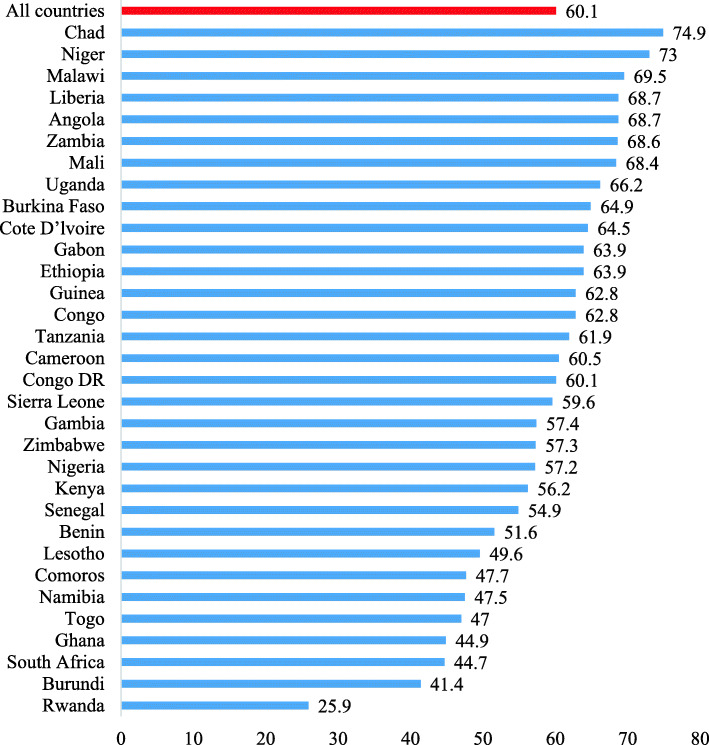 All countries 60.1
Chad 74.9
Niger 73
Malawi 69.5
Liberia 68.7
Angola 68.7
Zambia 68.6
Mali 68.4
Uganda 66.2
Burkina Faso 64.9
Cote D'lvoire 64.5
Gabon 63.9
Ethiopia 63.9
Guinea 62.8
Congo 62.8
Tanzania 61.9
Cameroon 60.5
Congo DR 60.1
Sierra Leone 59.6
Gambia 57.4
Zimbabwe 57.3
Nigeria 57.2
Kenya 56.2
Senegal 54.9
Benin 51.6
Lesotho 49.6
Comoros 47.7
Namibia 47.5
Togo 47
Ghana 44.9
South Africa 44.7
Burundi 41.4
Rwanda 25.9
0 10 20 30 40 50 60 70 80